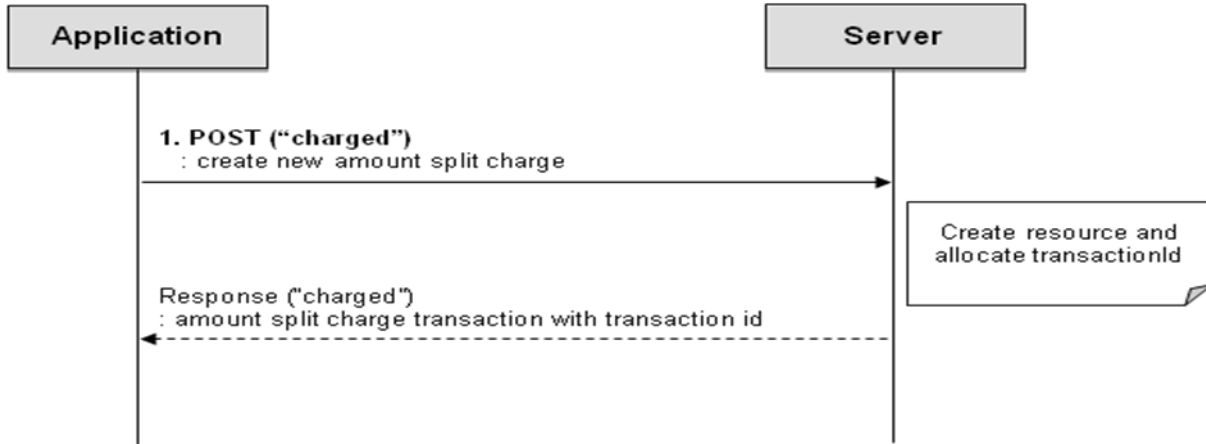 Application
Server
1. POST (“charged”)
: create new amount split charge
Create resource and
allocate transactionId
Response ("charged")
: amount split charge transaction with transaction id